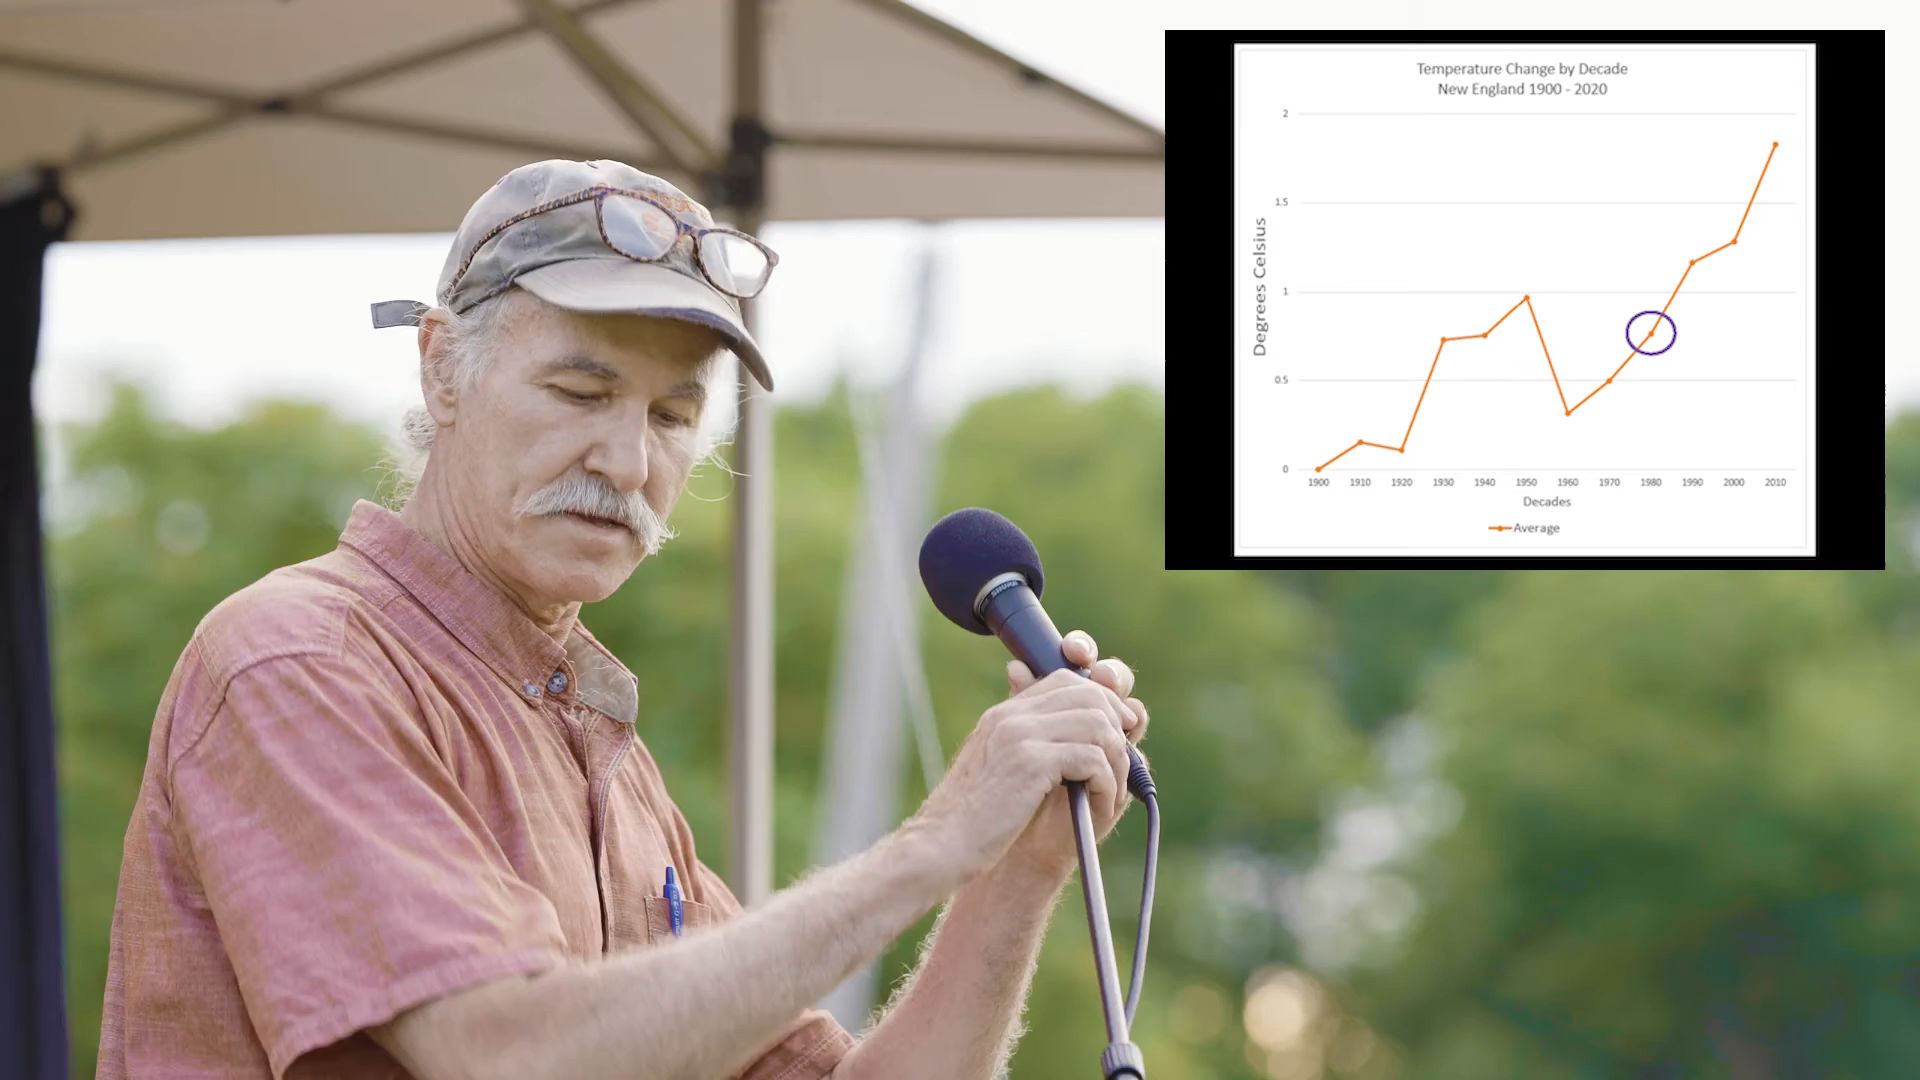 Temperature Change by Decade
New England 1900 - 2020
2
1.5
1
0.5
0
Degrees Celsius
1900 1910 1920 1930 1940 1950 1960 1970 1980 1990 2000 2010
Decades
Average
SHURE